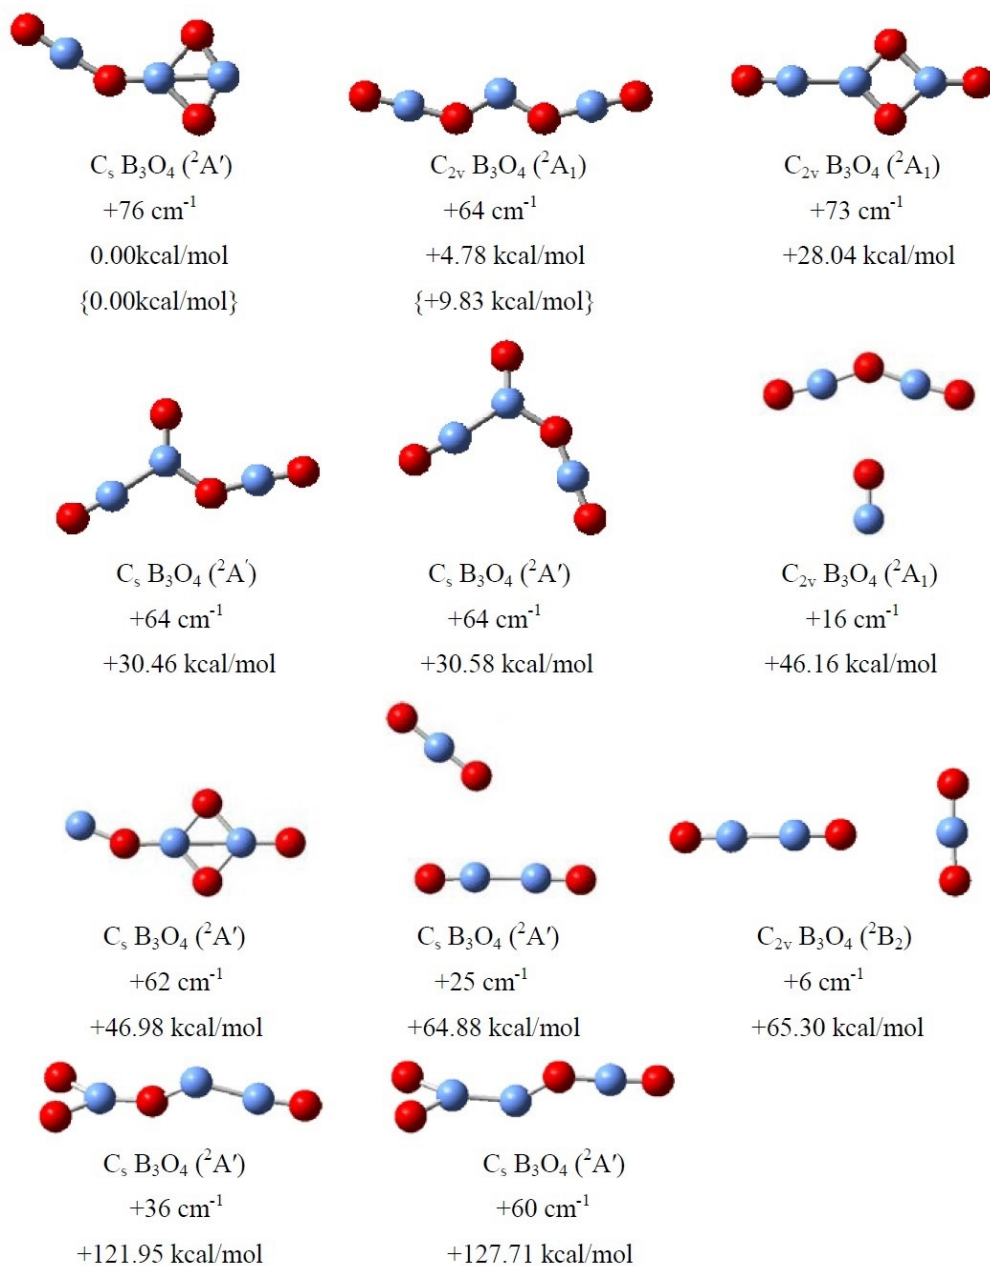 Cₛ B₃O₄ (²A′)
+76 cm⁻¹
0.00kcal/mol
{0.00kcal/mol}
C₂ᵥ B₃O₄ (²A₁)
+64 cm⁻¹
+4.78 kcal/mol
{+9.83 kcal/mol}
C₂ᵥ B₃O₄ (²A₁)
+73 cm⁻¹
+28.04 kcal/mol
Cₛ B₃O₄ (²A′)
+64 cm⁻¹
+30.46 kcal/mol
Cₛ B₃O₄ (²A′)
+64 cm⁻¹
+30.58 kcal/mol
C₂ᵥ B₃O₄ (²A₁)
+16 cm⁻¹
+46.16 kcal/mol
Cₛ B₃O₄ (²A′)
+62 cm⁻¹
+46.98 kcal/mol
Cₛ B₃O₄ (²A′)
+25 cm⁻¹
+64.88 kcal/mol
C₂ᵥ B₃O₄ (²B₂)
+6 cm⁻¹
+65.30 kcal/mol
Cₛ B₃O₄ (²A′)
+36 cm⁻¹
+121.95 kcal/mol
Cₛ B₃O₄ (²A′)
+60 cm⁻¹
+127.71 kcal/mol